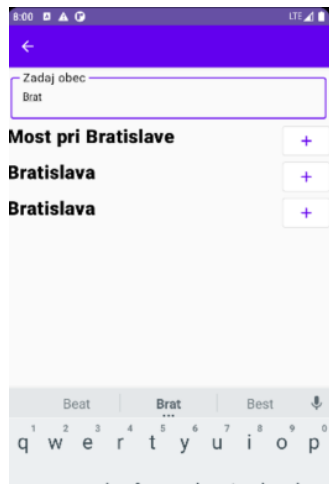 8:00 LTE
Zadaj obec
Brat
Most pri Bratislave +
Bratislava +
Bratislava +
Beat Brat Best
1 2 3 4 5 6 7 8 9 0
q w e r t y u i o p